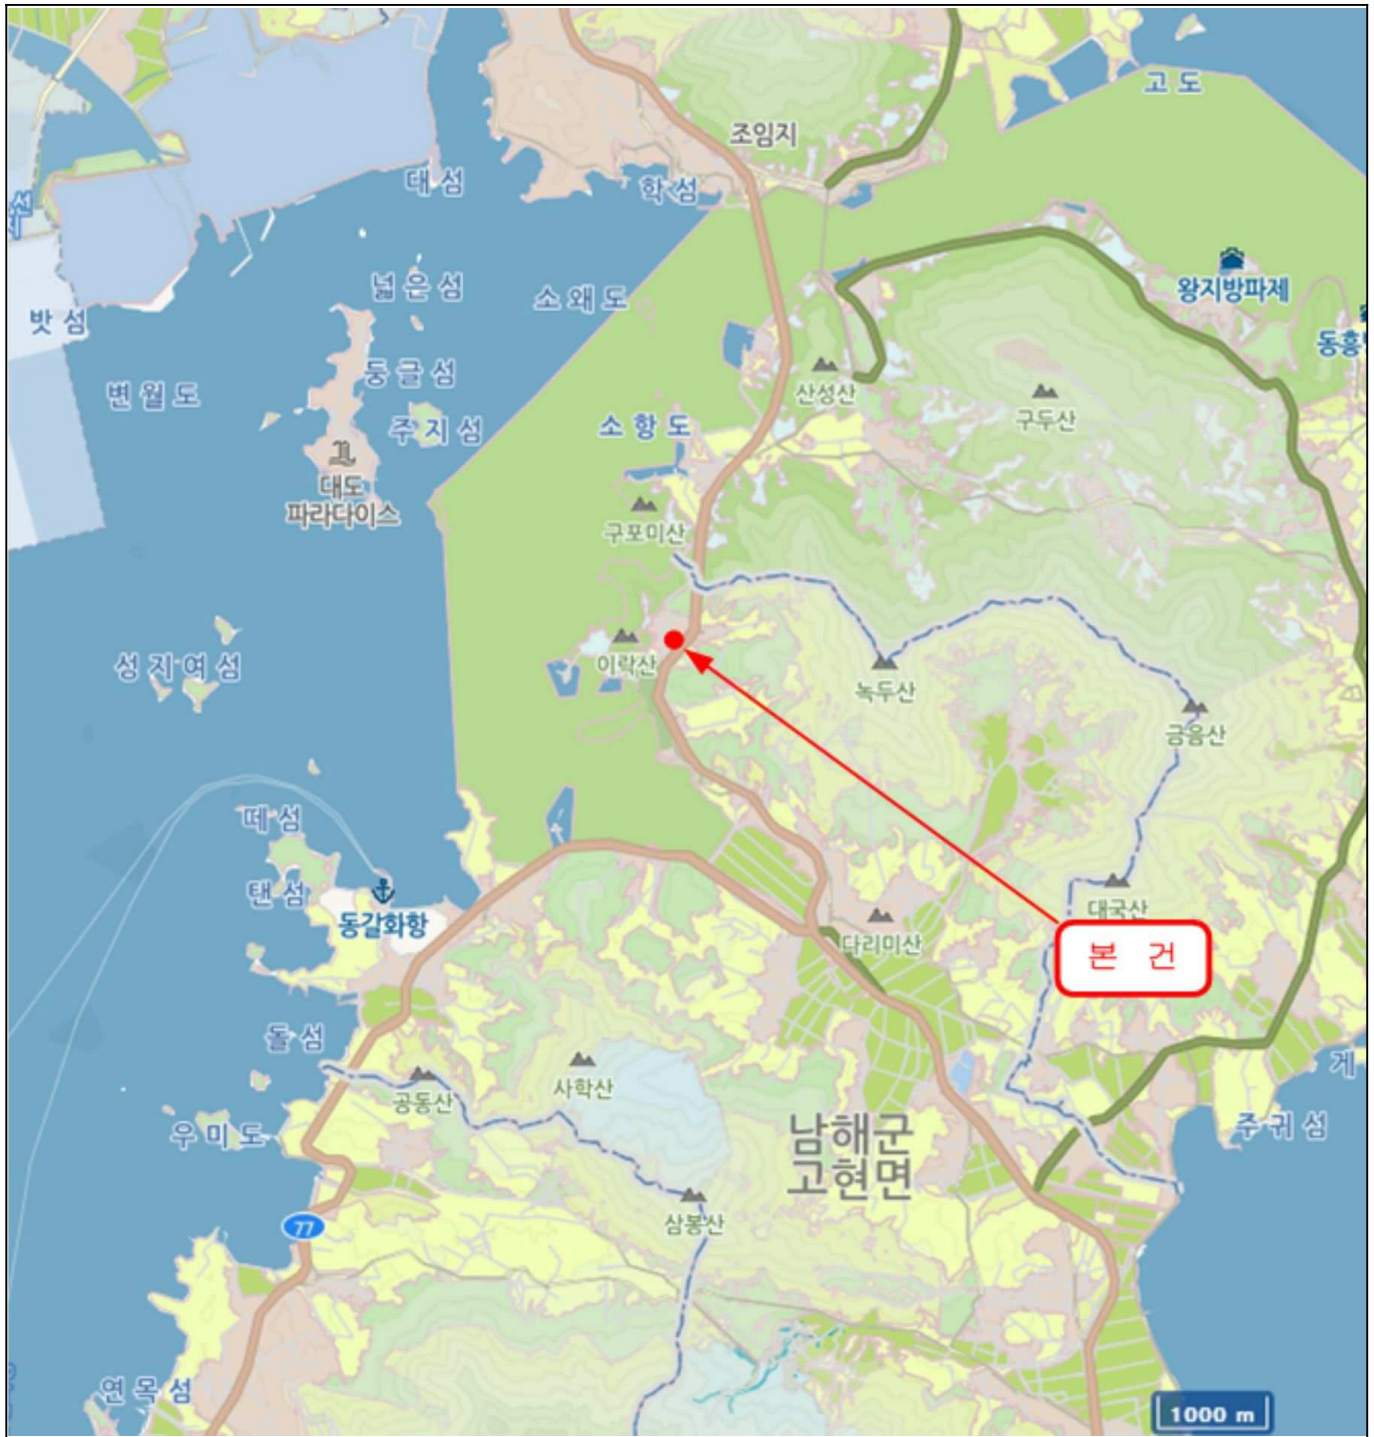 고 도
조임지
대 섬
학 섬
왕지방파제
넓 은 섬
소 왜 도
밧 섬
동흥
둥 글 섬
변 월 도
산성산
구두산
주 지 섬
소 항 도
대도
파라다이스
구포미산
이락산
성 지 여 섬
녹두산
금음산
떼 섬
탠 섬
동갈화항
대국산
다리미산
본 건
돌 섬
게
공동산
사학산
우 미 도
남해군
고현면
주 귀 섬
삼봉산
77
연 목 섬
1000 m